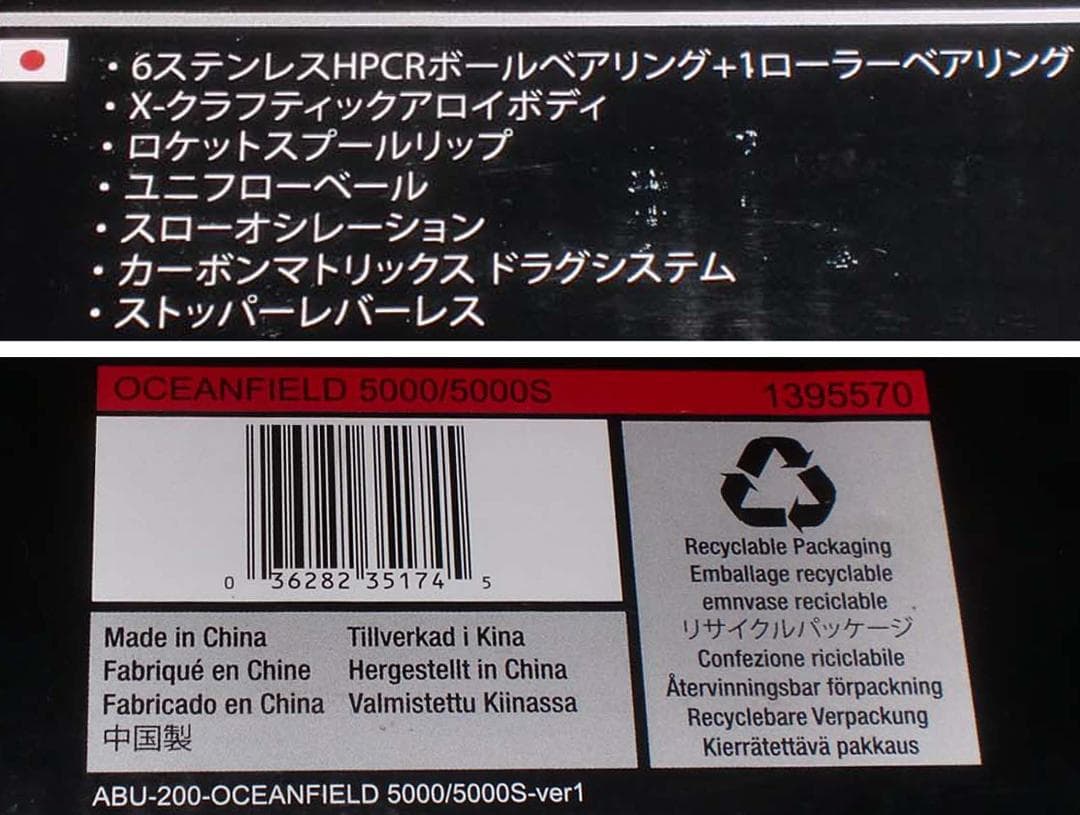 ・6ステンレスHPCRボールベアリング+1ローラーベアリング
・X-クラフティックアロイボディ
・ロケットスプールリップ
・ユニフローベール
・スローオシレーション
・カーボンマトリックス ドラグシステム
・ストッパーレバーレス
OCEANFIELD 5000/5000S 1395570
0 36282 35174 5
Recyclable Packaging
Emballage recyclable
emnvase reciclable
リサイクルパッケージ
Confezione riciclabile
Återvinningsbar förpackning
Recyclebare Verpackung
Kierrätettävä pakkaus
Made in China Tillverkad i Kina
Fabriqué en Chine Hergestellt in China
Fabricado en China Valmistettu Kiinassa
中国製
ABU-200-OCEANFIELD 5000/5000S-ver1